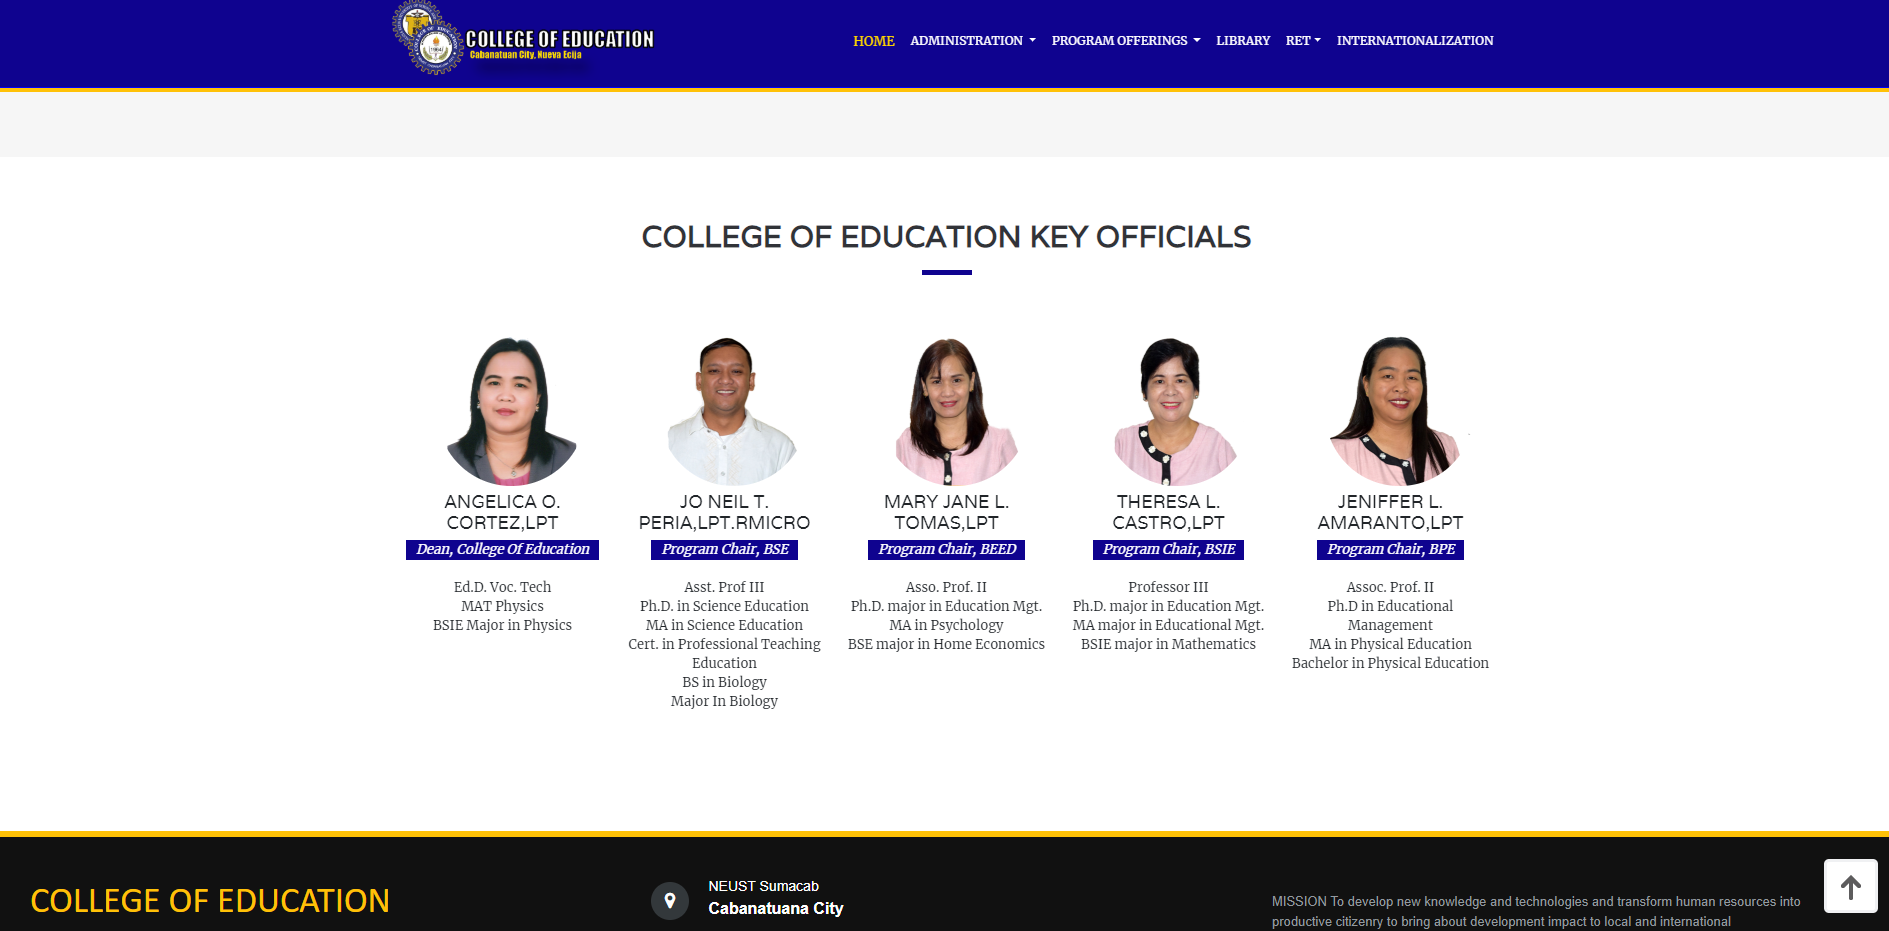 COLLEGE OF EDUCATION
Cabanatuan City, Nueva Ecija
HOME ADMINISTRATION PROGRAM OFFERINGS LIBRARY RET INTERNATIONALIZATION
COLLEGE OF EDUCATION KEY OFFICIALS
ANGELICA O.
CORTEZ,LPT
Dean, College Of Education
Ed.D. Voc. Tech
MAT Physics
BSIE Major in Physics
JO NEIL T.
PERIA,LPT.RMICRO
Program Chair, BSE
Asst. Prof III
Ph.D. in Science Education
MA in Science Education
Cert. in Professional Teaching
Education
BS in Biology
Major In Biology
MARY JANE L.
TOMAS,LPT
Program Chair, BEED
Asso. Prof. II
Ph.D. major in Education Mgt.
MA in Psychology
BSE major in Home Economics
THERESA L.
CASTRO,LPT
Program Chair, BSIE
Professor III
Ph.D. major in Education Mgt.
MA major in Educational Mgt.
BSIE major in Mathematics
JENIFFER L.
AMARANTO,LPT
Program Chair, BPE
Assoc. Prof. II
Ph.D in Educational
Management
MA in Physical Education
Bachelor in Physical Education
COLLEGE OF EDUCATION
NEUST Sumacab
Cabanatuana City
MISSION To develop new knowledge and technologies and transform human resources into
productive citizenry to bring about development impact to local and international